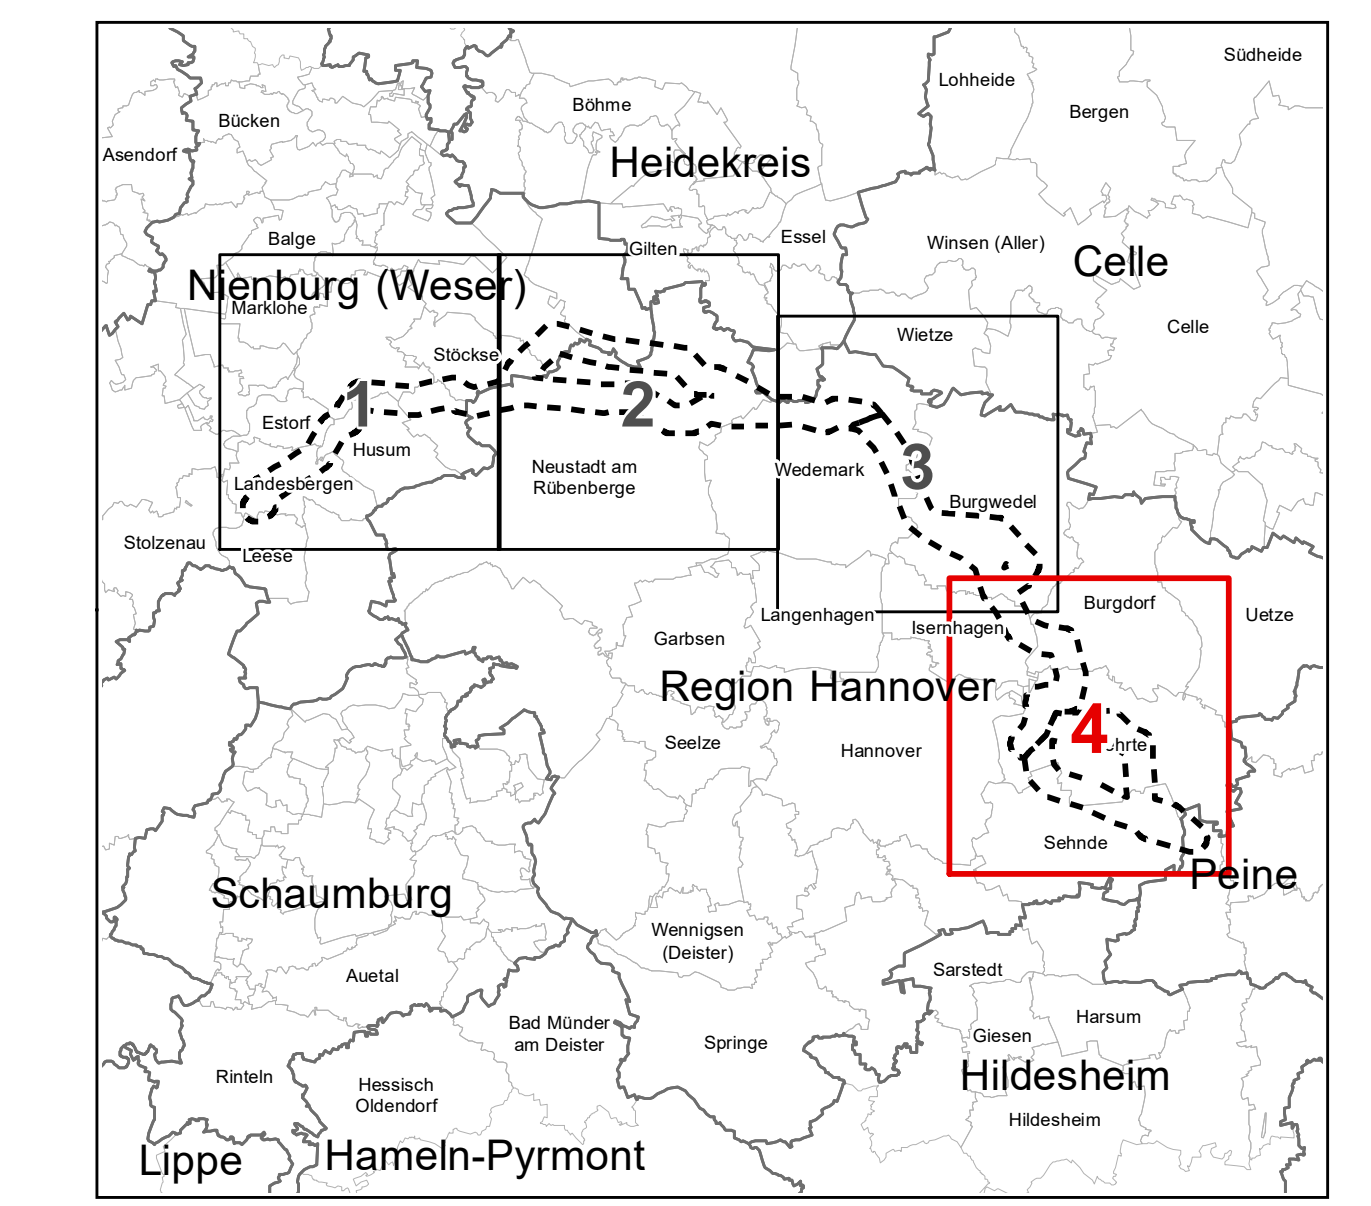 Südheide
Lohheide
Böhme
Bergen
Bücken
Asendorf
Heidekreis
Balge
Gilten
Essel
Winsen (Aller)
Celle
Nienburg (Weser)
Marklohe
Celle
Wietze
Stöckse
1
2
Estorf
Husum
3
Neustadt am
Rübenberge
Wedemark
Landesbergen
Burgwedel
Stolzenau
Leese
Burgdorf
Langenhagen
Uetze
Isernhagen
Garbsen
Region Hannover
4
Seelze
Hannover
hrte
Sehnde
Peine
Schaumburg
Wennigsen
(Deister)
Auetal
Sarstedt
Bad Münder
am Deister
Harsum
Giesen
Springe
Rinteln
Hessisch
Oldendorf
Hildesheim
Hildesheim
Lippe
Hameln-Pyrmont